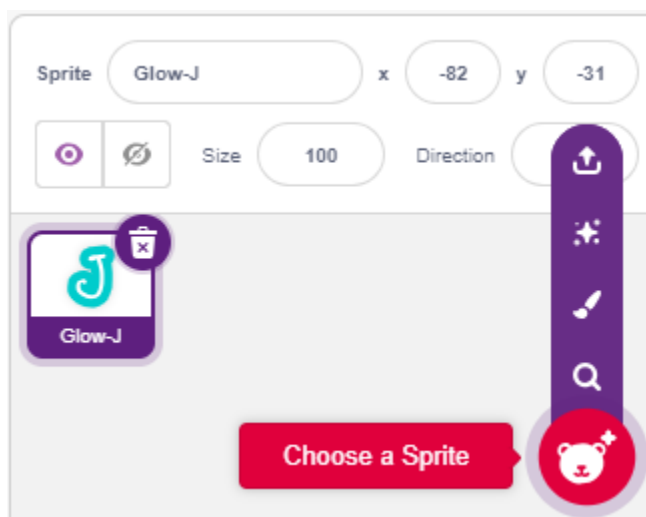 Sprite Glow-J x -82 y -31
Size 100 Direction
J
Glow-J
Choose a Sprite